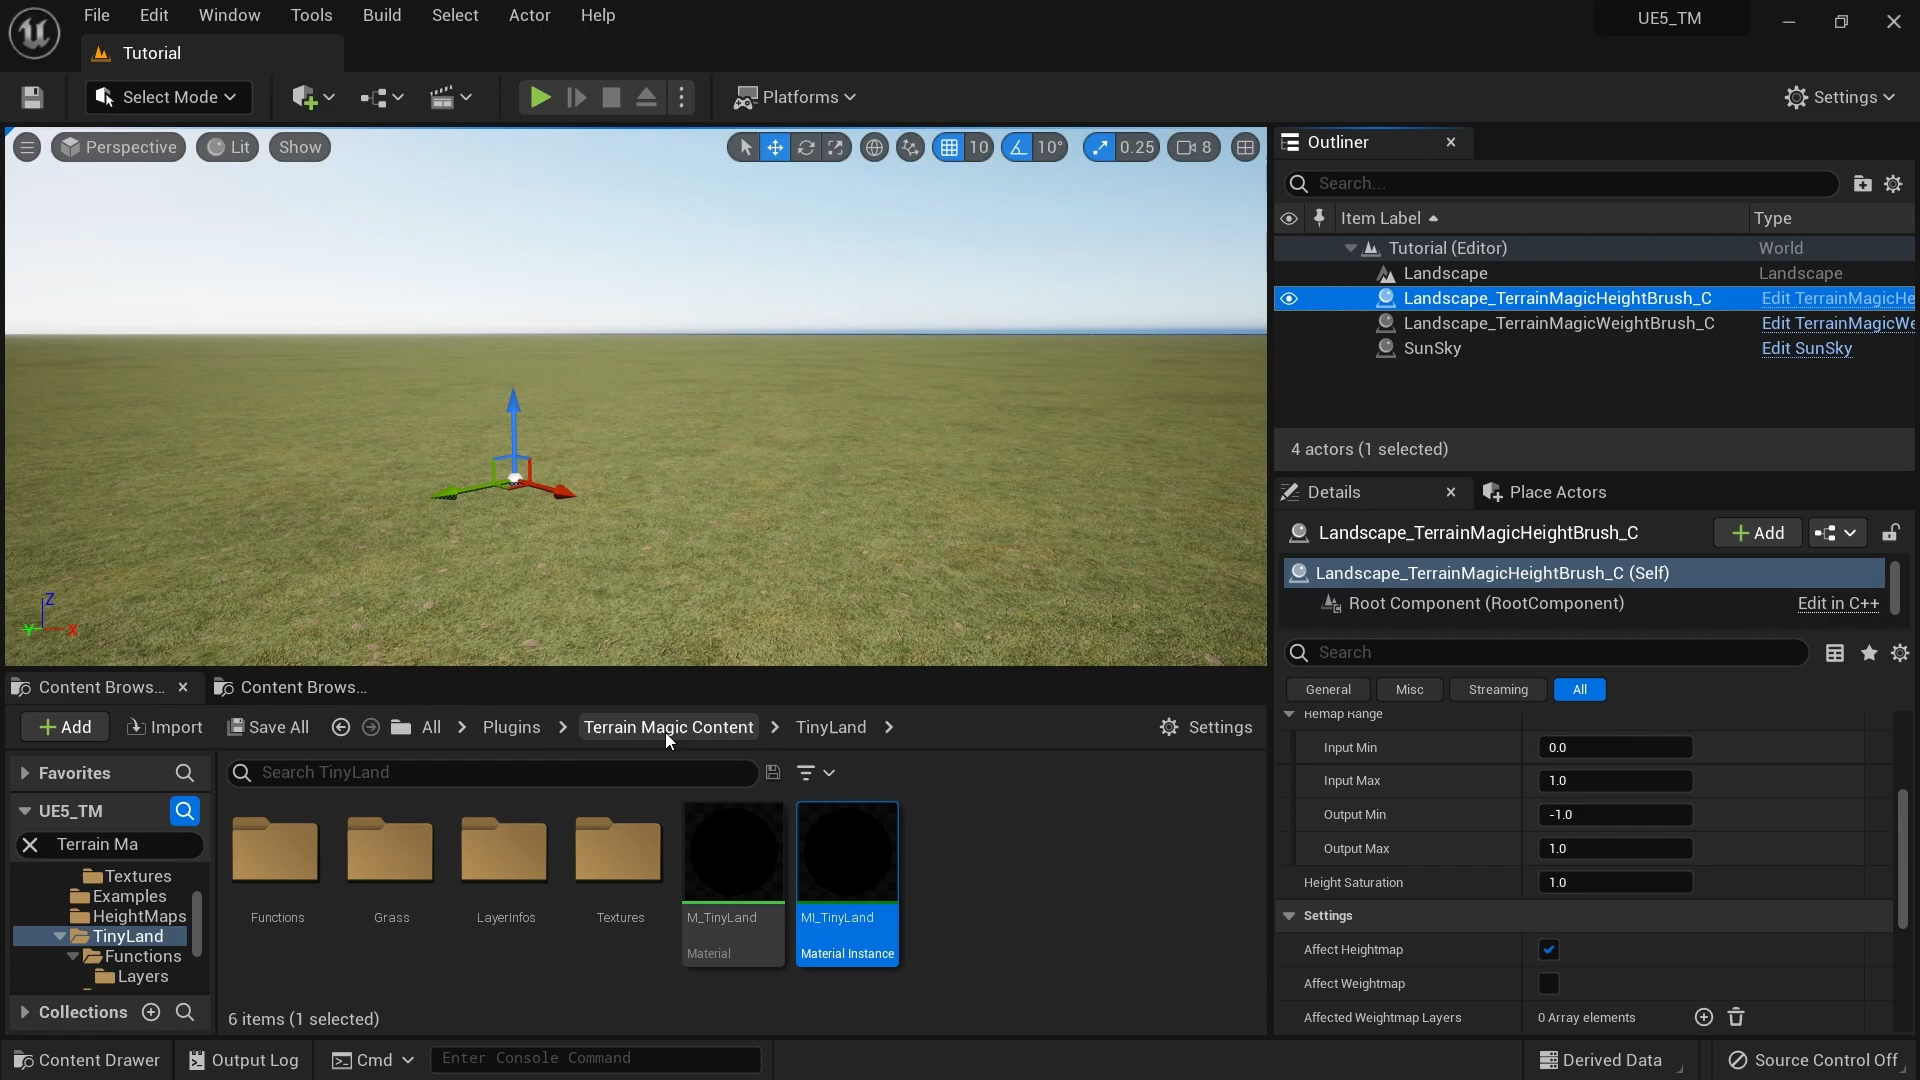 File Edit Window Tools Build Select Actor Help
UE5_TM
Tutorial
Select Mode
Platforms
Settings
Perspective Lit Show
10 10° 0.25 8
Outliner
Search...
Item Label Type
Tutorial (Editor) World
Landscape Landscape
Landscape_TerrainMagicHeightBrush_C Edit TerrainMagicHe
Landscape_TerrainMagicWeightBrush_C Edit TerrainMagicWe
SunSky Edit SunSky
4 actors (1 selected)
Details Place Actors
Landscape_TerrainMagicHeightBrush_C Add
Landscape_TerrainMagicHeightBrush_C (Self)
Root Component (RootComponent) Edit in C++
Search
General Misc Streaming All
Remap Range
Input Min 0.0
Input Max 1.0
Output Min -1.0
Output Max 1.0
Height Saturation 1.0
Settings
Affect Heightmap
Affect Weightmap
Affected Weightmap Layers 0 Array elements
Z
Y X
Content Brows... Content Brows...
Add Import Save All All Plugins Terrain Magic Content TinyLand Settings
Favorites
Search TinyLand
UE5_TM
Terrain Ma
Textures
Examples
HeightMaps
TinyLand
Functions
Layers
Collections
Functions Grass LayerInfos Textures M_TinyLand MI_TinyLand
Material Material Instance
6 items (1 selected)
Content Drawer Output Log Cmd Enter Console Command Derived Data Source Control Off